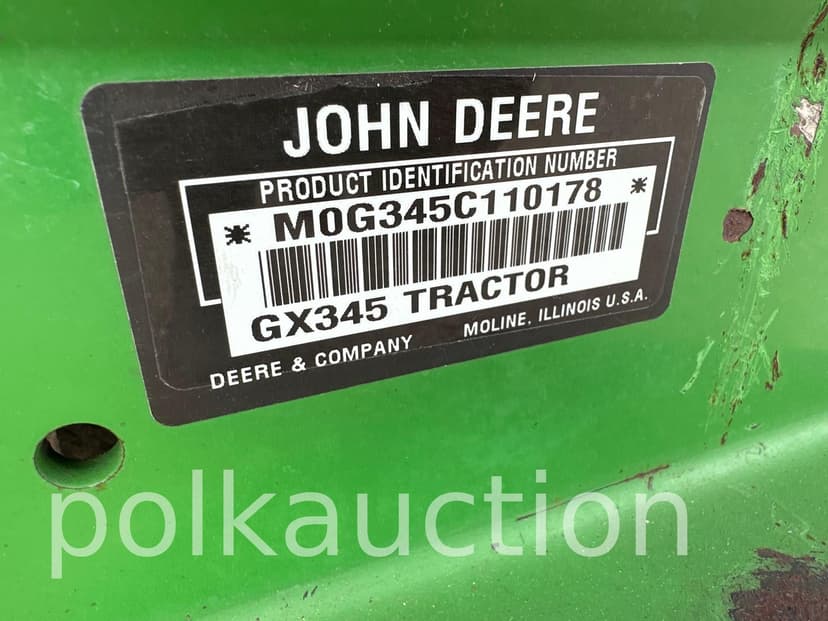 JOHN DEERE
PRODUCT IDENTIFICATION NUMBER
* M0G345C110178 *
GX345 TRACTOR
DEERE & COMPANY MOLINE, ILLINOIS U.S.A.
polkauction